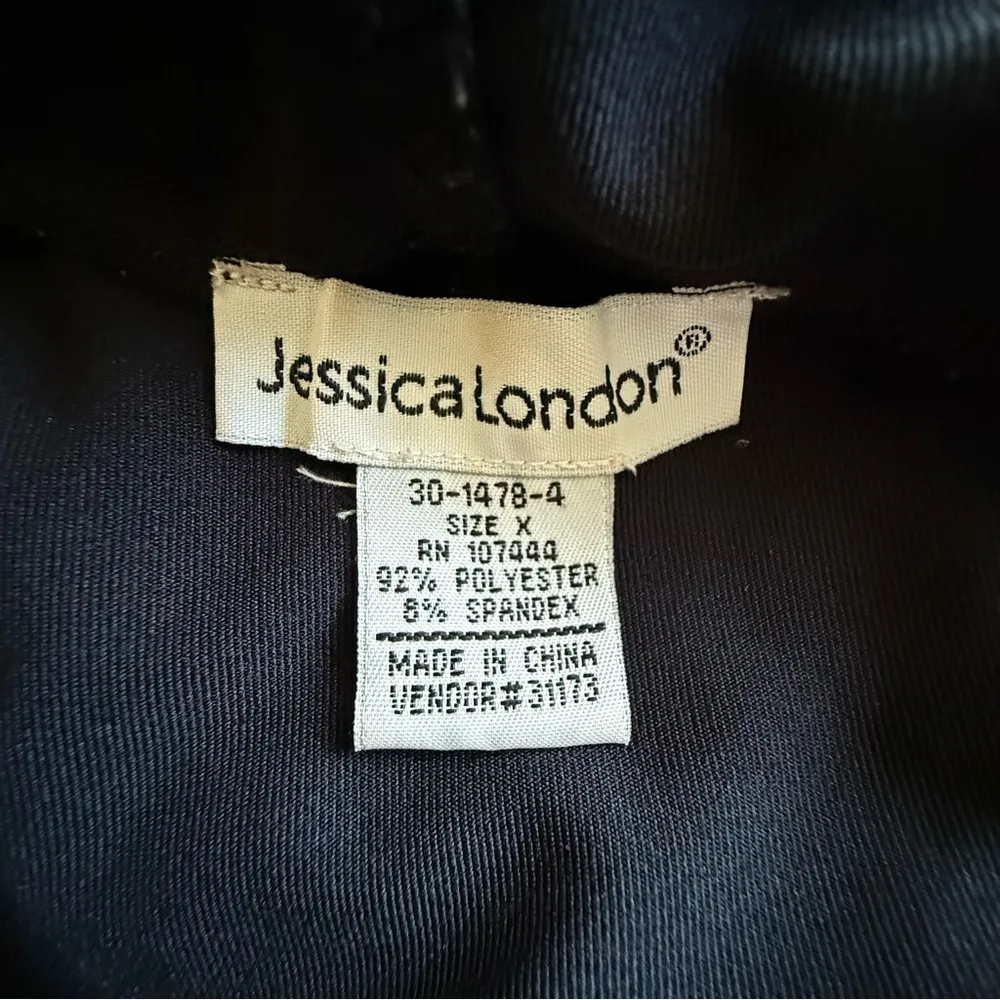 JessicaLondon®
30-1478-4
SIZE X
RN 107444
92% POLYESTER
8% SPANDEX
MADE IN CHINA
VENDOR#31173